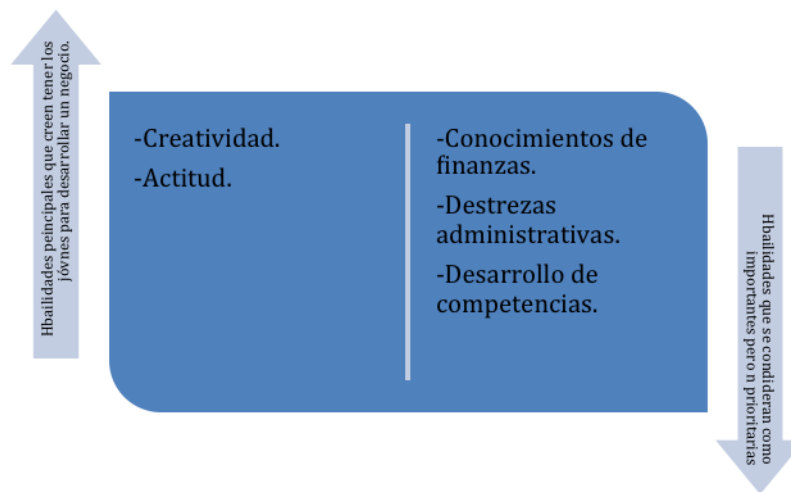 Hbailidades peincipales que creen tener los
jóvnes para desarrollar un negocio.
-Creatividad.
-Actitud.
-Conocimientos de
finanzas.
-Destrezas
administrativas.
-Desarrollo de
competencias.
Hbailidades que se condideran como
importantes pero n prioritarias